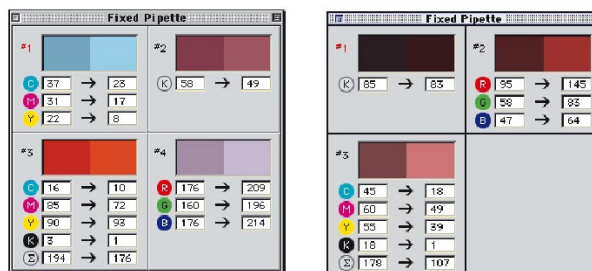 Fixed Pipette
#1
C 37 → 23
M 31 → 17
Y 22 → 8
#2
K 58 → 49
#3
C 16 → 10
M 85 → 72
Y 90 → 93
K 3 → 1
Σ 194 → 176
#4
R 176 → 209
G 160 → 196
B 176 → 214
Fixed Pipette
#1
K 85 → 83
#2
R 95 → 145
G 58 → 83
B 47 → 64
#3
C 45 → 18
M 60 → 49
Y 55 → 39
K 18 → 1
Σ 178 → 107